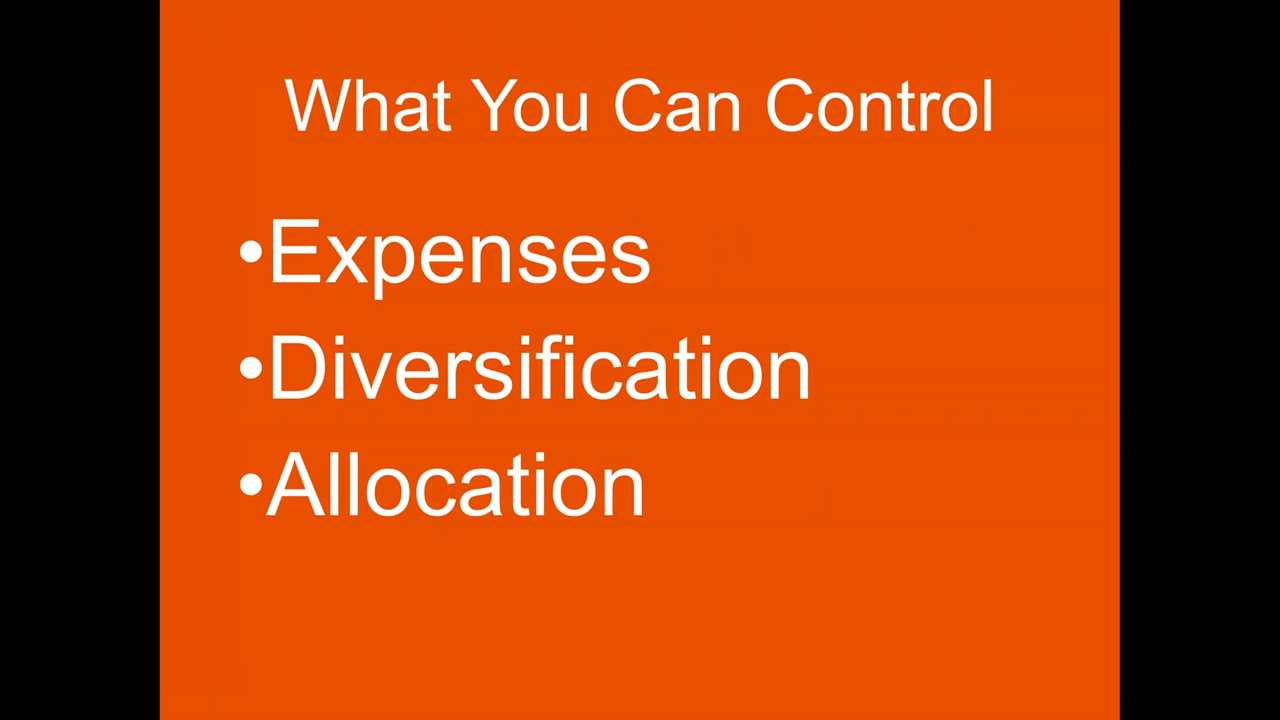 What You Can Control
•Expenses
•Diversification
•Allocation